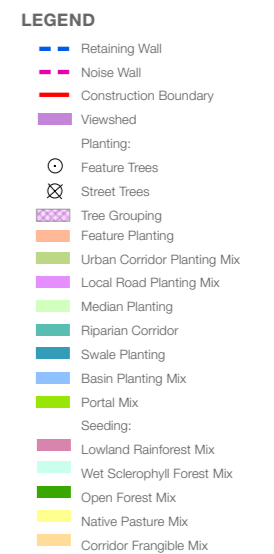 LEGEND
Retaining Wall
Noise Wall
Construction Boundary
Viewshed
Planting:
Feature Trees
Street Trees
Tree Grouping
Feature Planting
Urban Corridor Planting Mix
Local Road Planting Mix
Median Planting
Riparian Corridor
Swale Planting
Basin Planting Mix
Portal Mix
Seeding:
Lowland Rainforest Mix
Wet Sclerophyll Forest Mix
Open Forest Mix
Native Pasture Mix
Corridor Frangible Mix